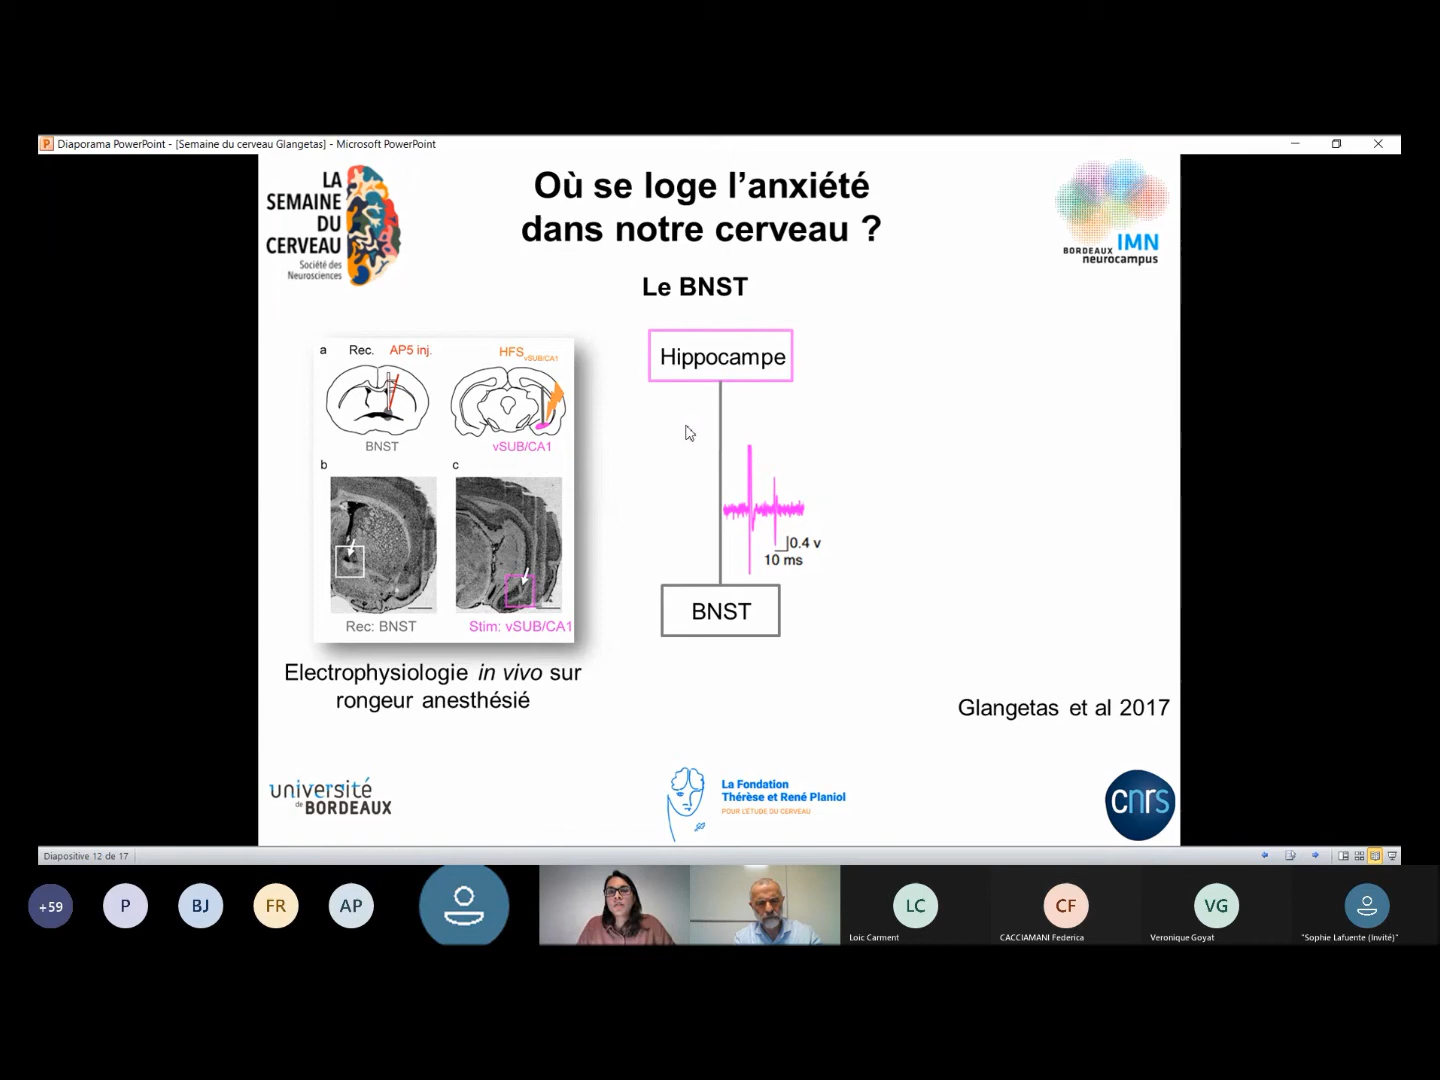 Diaporama PowerPoint - [Semaine du cerveau Glangetas] - Microsoft PowerPoint
LA
SEMAINE
DU
CERVEAU
Société des
Neurosciences
Où se loge l’anxiété
dans notre cerveau ?
BORDEAUX IMN
neurocampus
Le BNST
a Rec. AP5 inj. HFS vSUB/CA1
BNST vSUB/CA1
b c
Rec: BNST Stim: vSUB/CA1
Electrophysiologie in vivo sur
rongeur anesthésié
Hippocampe
0.4 v
10 ms
BNST
Glangetas et al 2017
université
de BORDEAUX
La Fondation
Thérèse et René Planiol
POUR L'ÉTUDE DU CERVEAU
cnrs
Diapositive 12 de 17
+59 P BJ FR AP LC CF VG
Loic Carment CACCIAMANI Federica Veronique Goyat "Sophie Lafuente (Invité)"